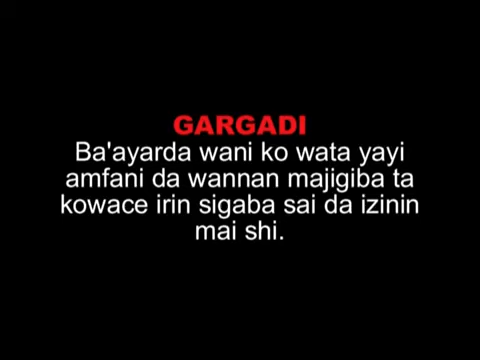 GARGADI
Ba'ayarda wani ko wata yayi
amfani da wannan majigiba ta
kowace irin sigaba sai da izinin
mai shi.